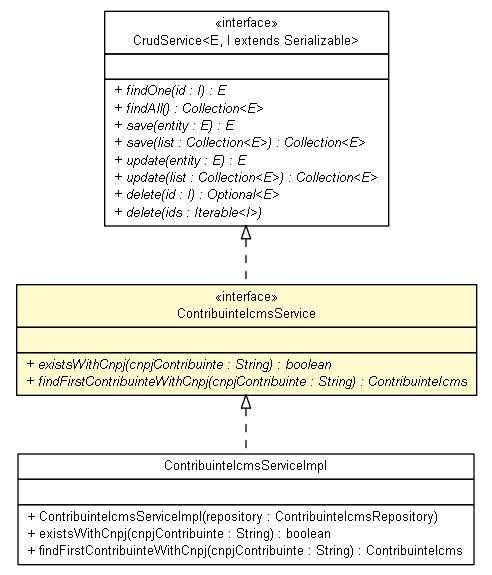 «interface»
CrudService<E, I extends Serializable>
+ findOne(id : I) : E
+ findAll() : Collection<E>
+ save(entity : E) : E
+ save(list : Collection<E>) : Collection<E>
+ update(entity : E) : E
+ update(list : Collection<E>) : Collection<E>
+ delete(id : I) : Optional<E>
+ delete(ids : Iterable<I>)
«interface»
ContribuinteIcmsService
+ existsWithCnpj(cnpjContribuinte : String) : boolean
+ findFirstContribuinteWithCnpj(cnpjContribuinte : String) : ContribuinteIcms
ContribuinteIcmsServiceImpl
+ ContribuinteIcmsServiceImpl(repository : ContribuinteIcmsRepository)
+ existsWithCnpj(cnpjContribuinte : String) : boolean
+ findFirstContribuinteWithCnpj(cnpjContribuinte : String) : ContribuinteIcms